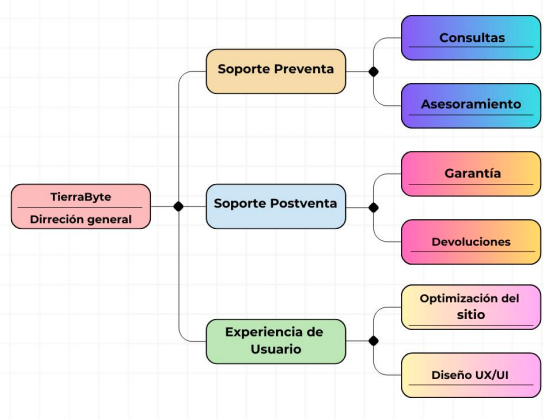 TierraByte
Dirreción general
Soporte Preventa
Consultas
Asesoramiento
Soporte Postventa
Garantía
Devoluciones
Experiencia de
Usuario
Optimización del
sitio
Diseño UX/UI